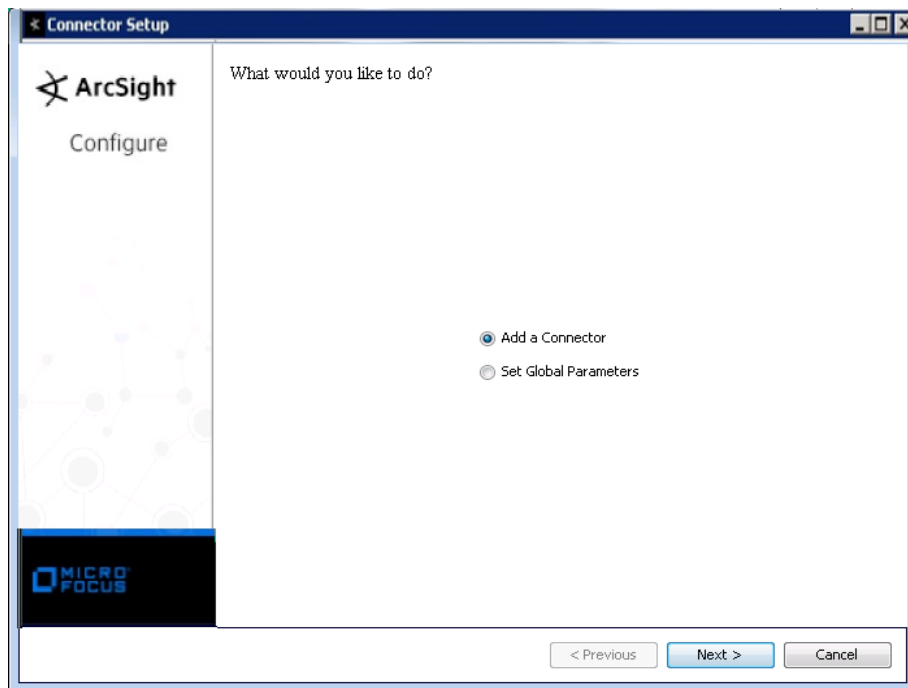 Connector Setup
ArcSight
Configure
What would you like to do?
Add a Connector
Set Global Parameters
MICRO
FOCUS
< Previous
Next >
Cancel